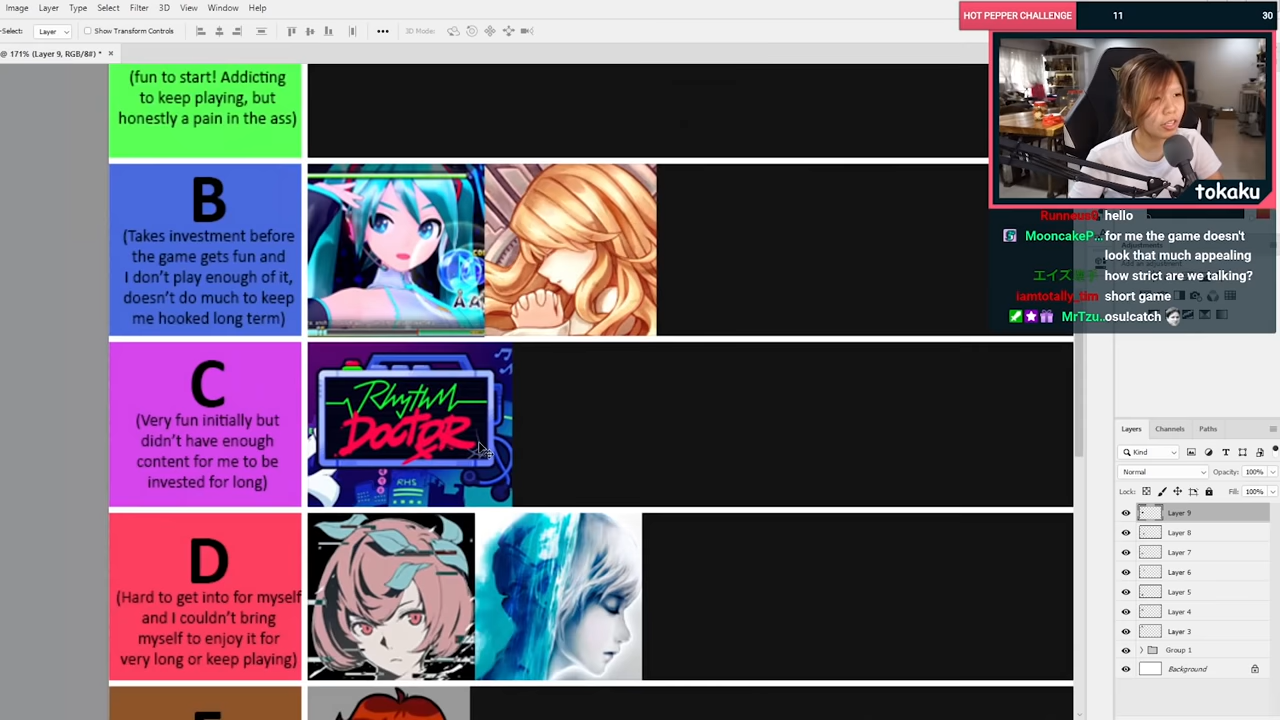 Image Layer Type Select Filter 3D View Window Help
HOT PEPPER CHALLENGE 11 30
Select: Layer Show Transform Controls 3D Mode:
@ 171% (Layer 9, RGB/8#) * ×
(fun to start! Addicting
to keep playing, but
honestly a pain in the ass)
B
(Takes investment before
the game gets fun and
I don't play enough of it,
doesn't do much to keep
me hooked long term)
C
(Very fun initially but
didn't have enough
content for me to be
invested for long)
Rhythm
Doctor
RHS
D
(Hard to get into for myself
and I couldn't bring
myself to enjoy it for
very long or keep playing)
tokaku
hello
MooncakeP... for me the game doesn't
look that much appealing
how strict are we talking?
iamtotally_tim short game
MrTzu.. osu!catch
Adjustments
Layers Channels Paths
Kind
Normal Opacity: 100%
Lock: Fill: 100%
Layer 9
Layer 8
Layer 7
Layer 6
Layer 5
Layer 4
Layer 3
Group 1
Background